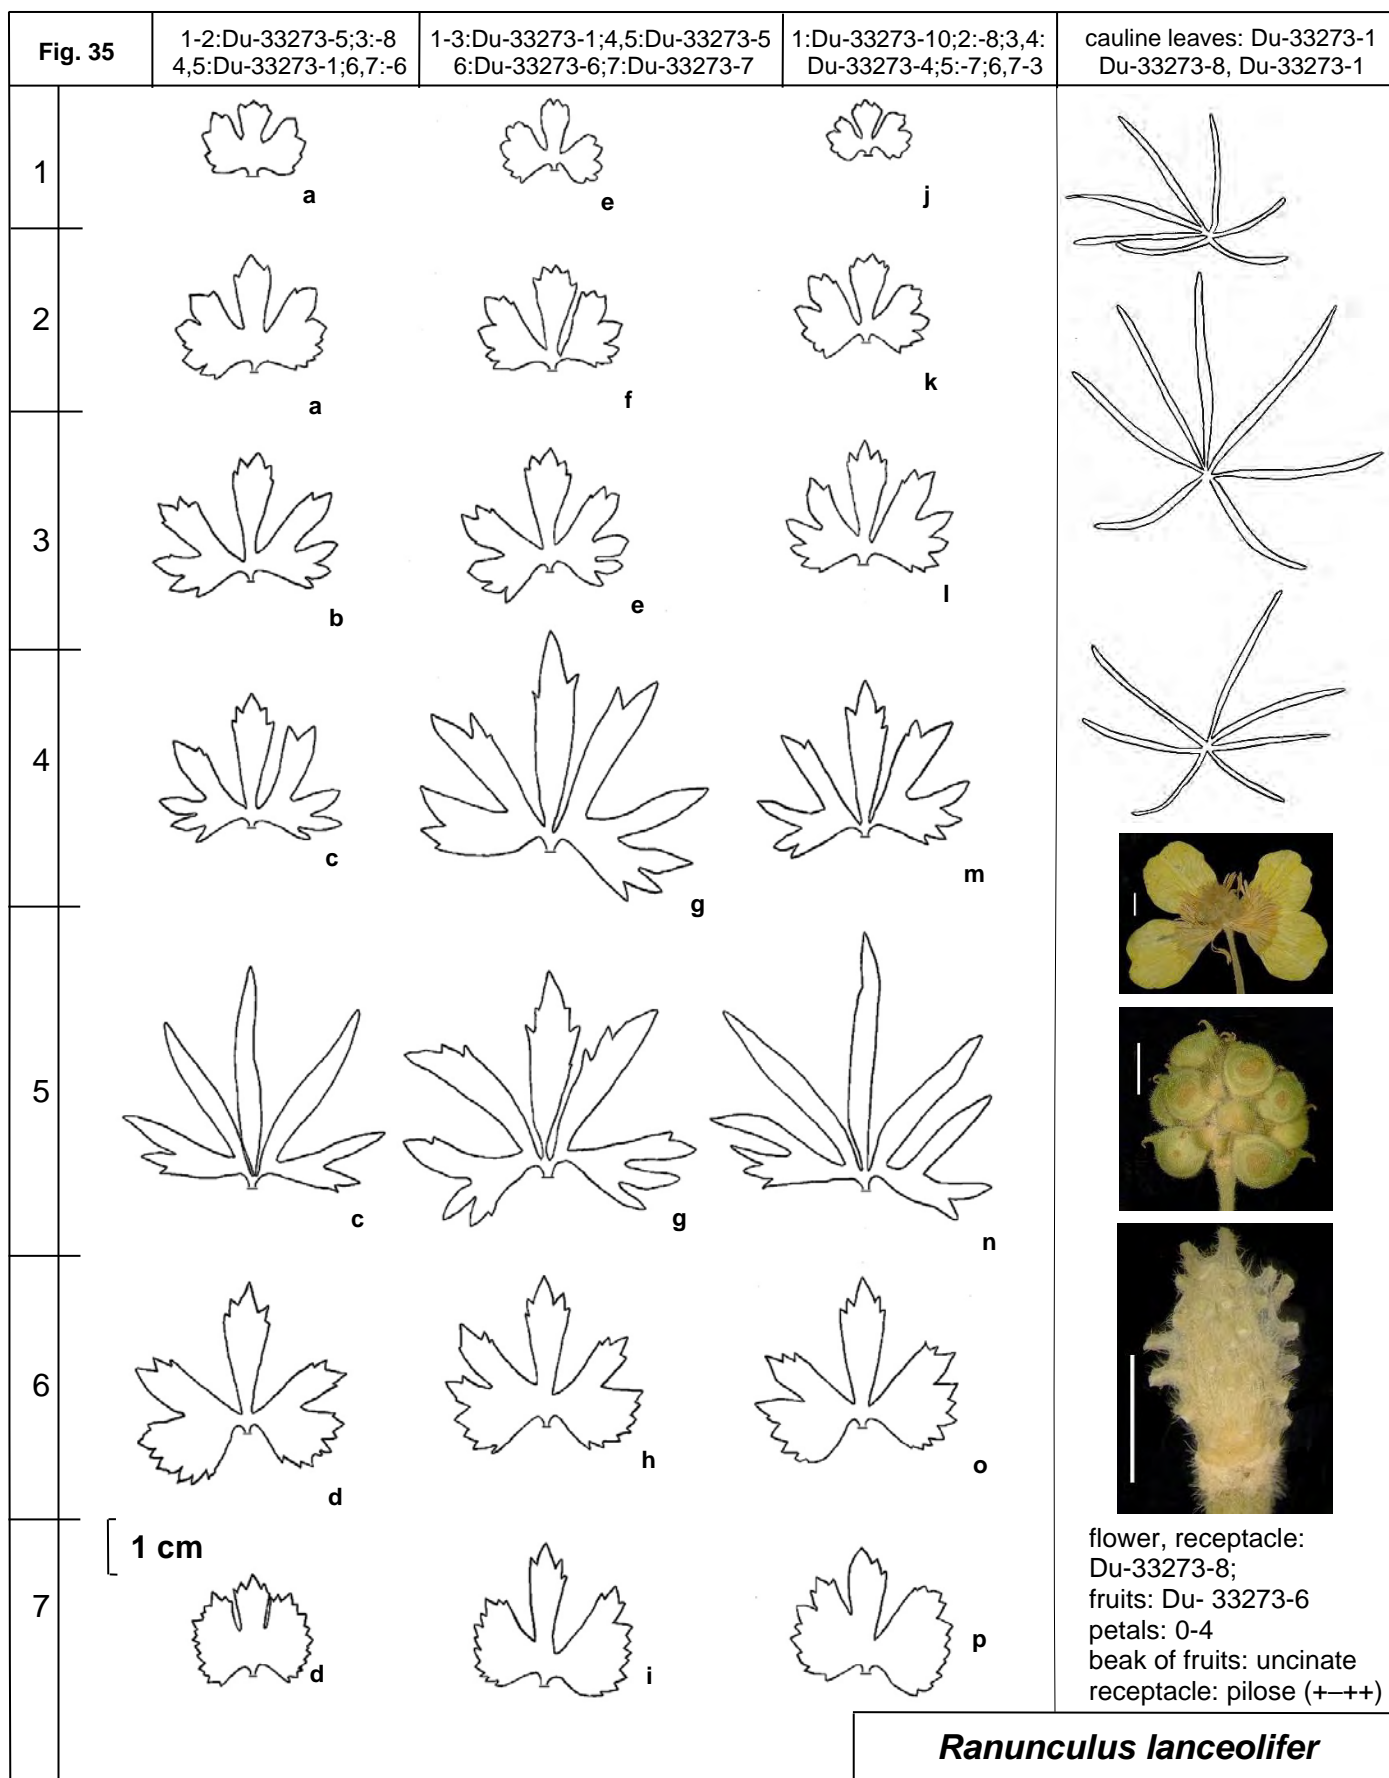 Fig. 35
1-2:Du-33273-5;3:-8
4,5:Du-33273-1;6,7:-6
1-3:Du-33273-1;4,5:Du-33273-5
6:Du-33273-6;7:Du-33273-7
1:Du-33273-10;2:-8;3,4:
Du-33273-4;5:-7;6,7-3
cauline leaves: Du-33273-1
Du-33273-8, Du-33273-1
1
a
e
j
2
a
f
k
3
b
e
l
4
c
g
m
5
c
g
n
6
d
h
o
1 cm
7
d
i
p
flower, receptacle:
Du-33273-8;
fruits: Du- 33273-6
petals: 0-4
beak of fruits: uncinate
receptacle: pilose (+–++)
Ranunculus lanceolifer